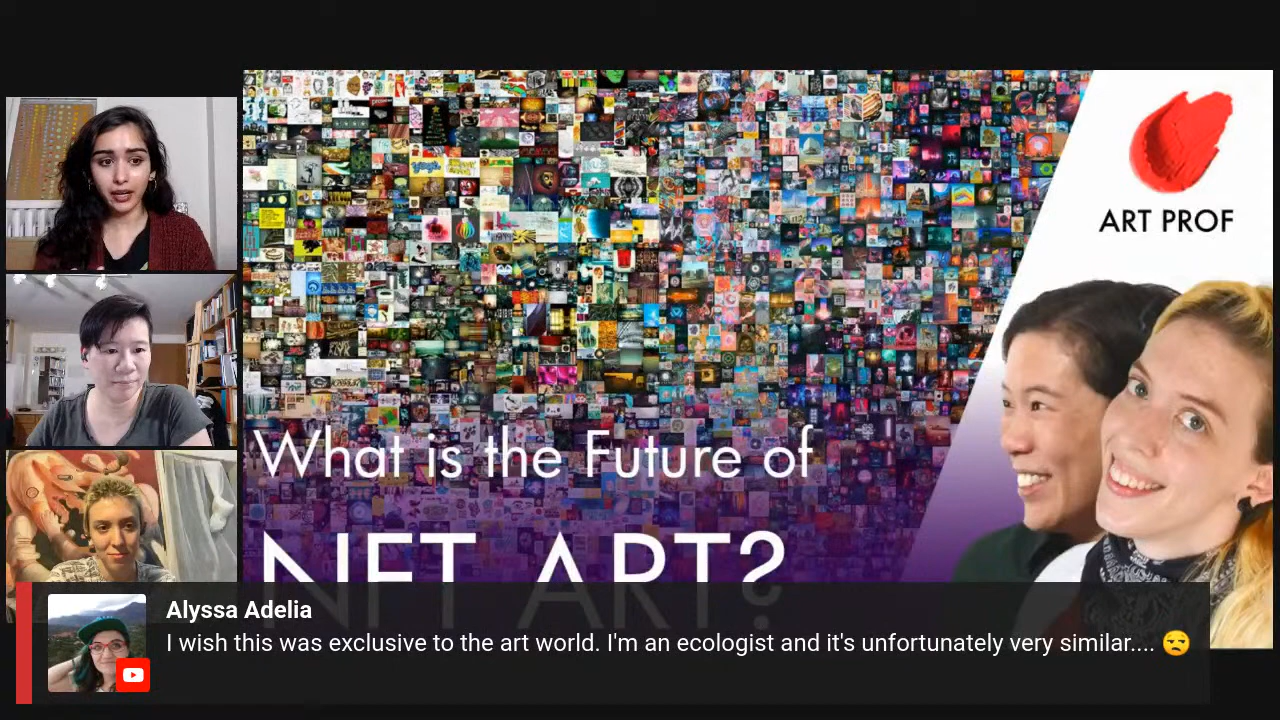 ART PROF
What is the Future of
NFT ART?
Alyssa Adelia
I wish this was exclusive to the art world. I'm an ecologist and it's unfortunately very similar.... 😒